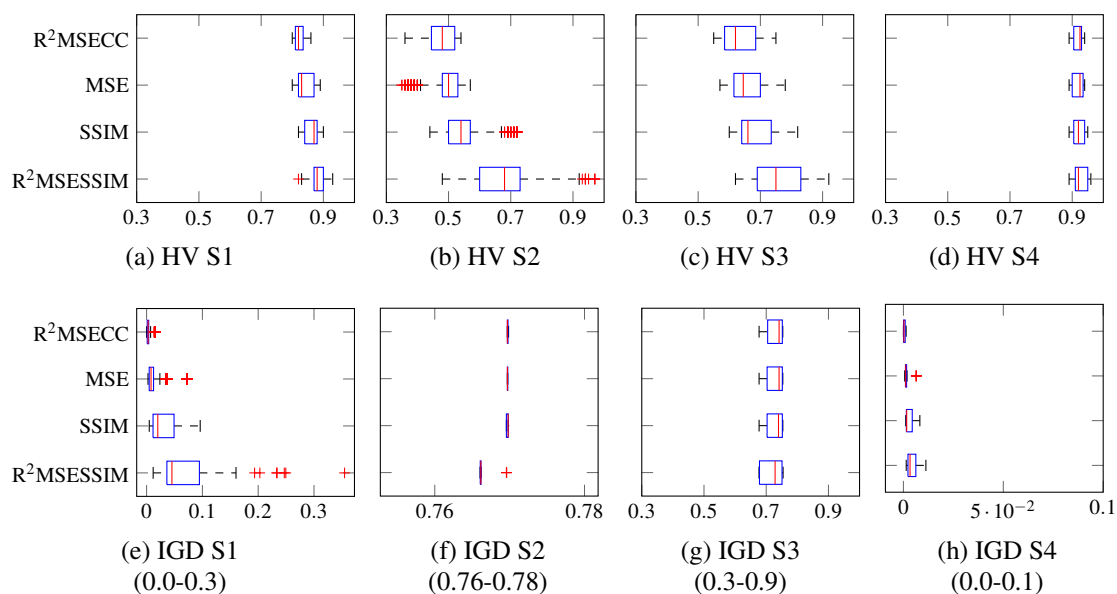 R²MSECC
MSE
SSIM
R²MSESSIM
0.3 0.5 0.7 0.9
(a) HV S1
0.3 0.5 0.7 0.9
(b) HV S2
0.3 0.5 0.7 0.9
(c) HV S3
0.3 0.5 0.7 0.9
(d) HV S4
R²MSECC
MSE
SSIM
R²MSESSIM
0 0.1 0.2 0.3
(e) IGD S1
(0.0-0.3)
0.76 0.78
(f) IGD S2
(0.76-0.78)
0.3 0.5 0.7 0.9
(g) IGD S3
(0.3-0.9)
0 5 · 10⁻² 0.1
(h) IGD S4
(0.0-0.1)